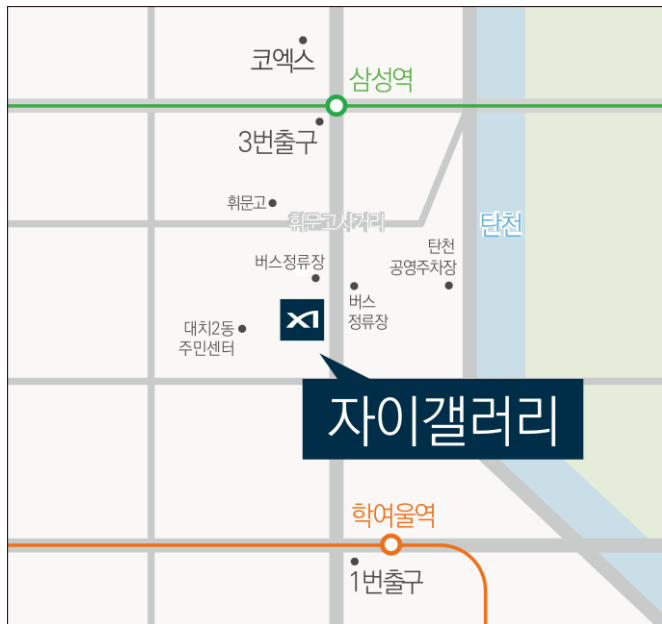 코엑스
삼성역
3번출구
휘문고
휘문고사거리
탄천
탄천
공영주차장
버스정류장
버스
정류장
XI
대치2동
주민센터
자이갤러리
학여울역
1번출구